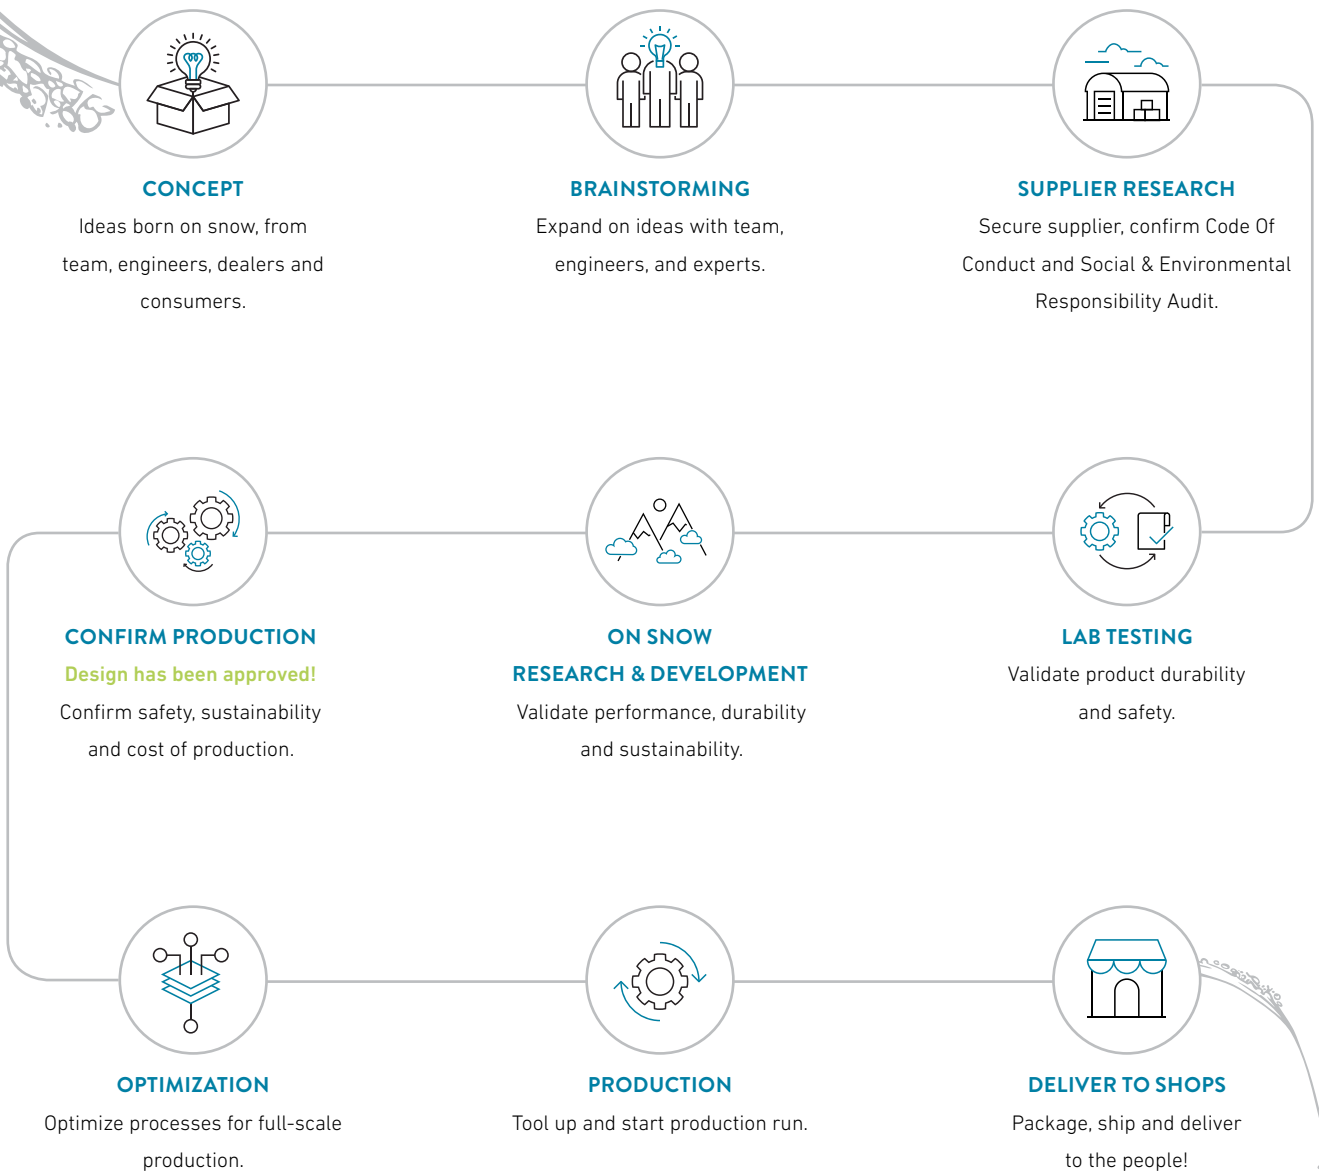 CONCEPT
Ideas born on snow, from
team, engineers, dealers and
consumers.
BRAINSTORMING
Expand on ideas with team,
engineers, and experts.
SUPPLIER RESEARCH
Secure supplier, confirm Code Of
Conduct and Social & Environmental
Responsibility Audit.
LAB TESTING
Validate product durability
and safety.
ON SNOW
RESEARCH & DEVELOPMENT
Validate performance, durability
and sustainability.
CONFIRM PRODUCTION
Design has been approved!
Confirm safety, sustainability
and cost of production.
OPTIMIZATION
Optimize processes for full-scale
production.
PRODUCTION
Tool up and start production run.
DELIVER TO SHOPS
Package, ship and deliver
to the people!